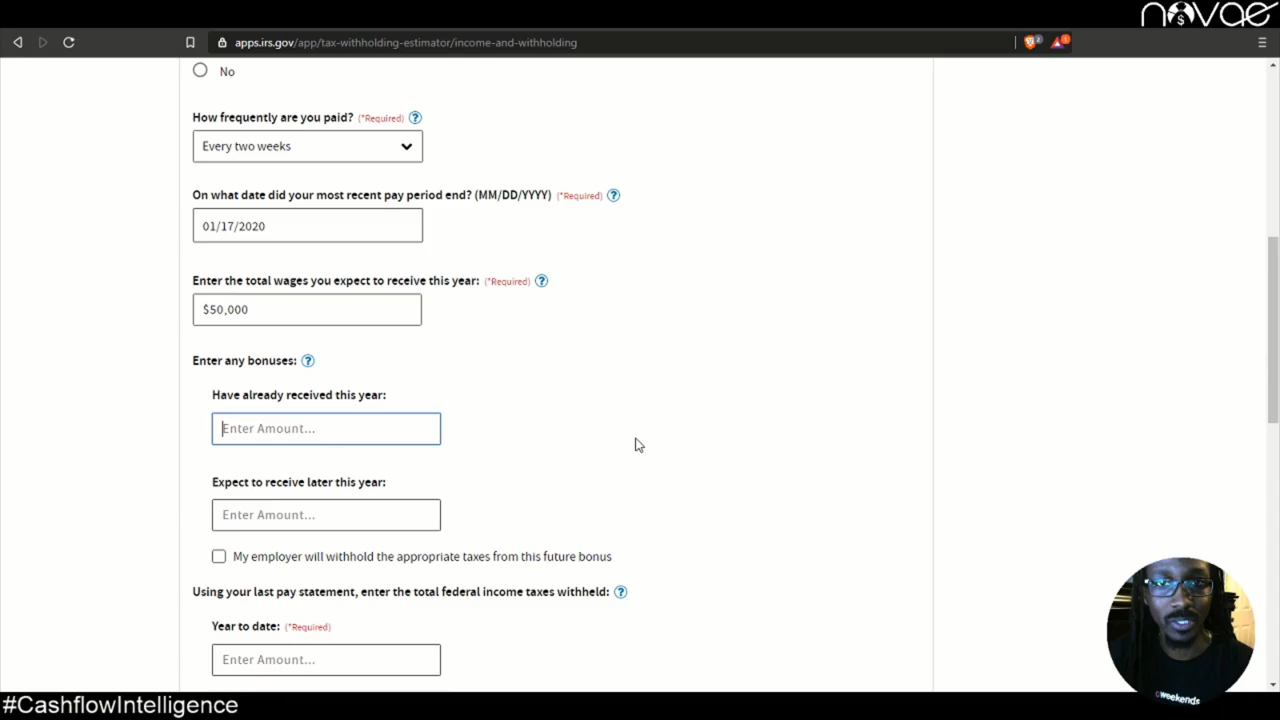 novae
apps.irs.gov/app/tax-withholding-estimator/income-and-withholding
2
1
No
How frequently are you paid? (*Required) ?
Every two weeks
On what date did your most recent pay period end? (MM/DD/YYYY) (*Required) ?
01/17/2020
Enter the total wages you expect to receive this year: (*Required) ?
$50,000
Enter any bonuses: ?
Have already received this year:
Enter Amount...
Expect to receive later this year:
Enter Amount...
My employer will withhold the appropriate taxes from this future bonus
Using your last pay statement, enter the total federal income taxes withheld: ?
Year to date: (*Required)
Enter Amount...
weekends
#CashflowIntelligence